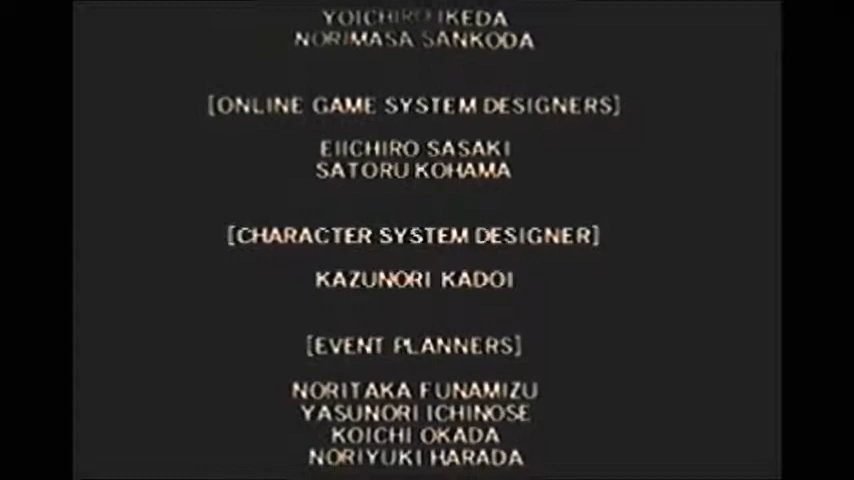 YOICHIRO IKEDA
NORIMASA SANKODA
[ONLINE GAME SYSTEM DESIGNERS]
EIICHIRO SASAKI
SATORU KOHAMA
[CHARACTER SYSTEM DESIGNER]
KAZUNORI KADOI
[EVENT PLANNERS]
NORITAKA FUNAMIZU
YASUNORI ICHINOSE
KOICHI OKADA
NORIYUKI HARADA